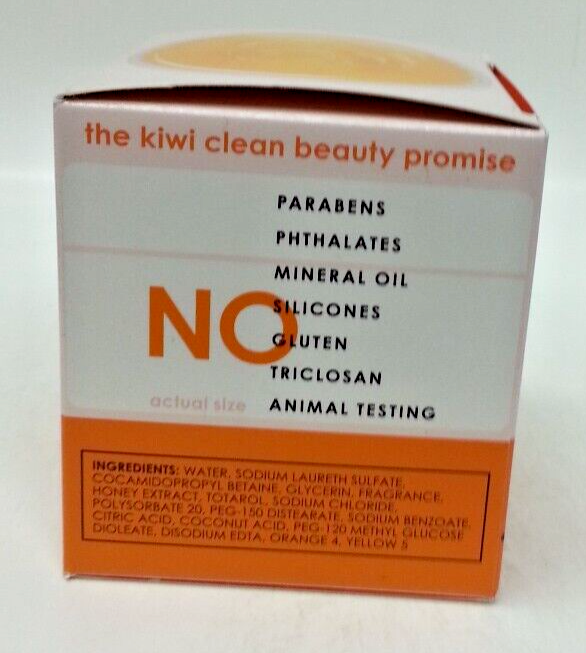 the kiwi clean beauty promise
PARABENS
PHTHALATES
MINERAL OIL
SILICONES
NO
GLUTEN
TRICLOSAN
actual size
ANIMAL TESTING
INGREDIENTS: WATER, SODIUM LAURETH SULFATE,
COCAMIDOPROPYL BETAINE, GLYCERIN, FRAGRANCE,
HONEY EXTRACT, TOTAROL, SODIUM CHLORIDE,
POLYSORBATE 20, PEG-150 DISTEARATE, SODIUM BENZOATE,
CITRIC ACID, COCONUT ACID, PEG-120 METHYL GLUCOSE
DIOLEATE, DISODIUM EDTA, ORANGE 4, YELLOW 5